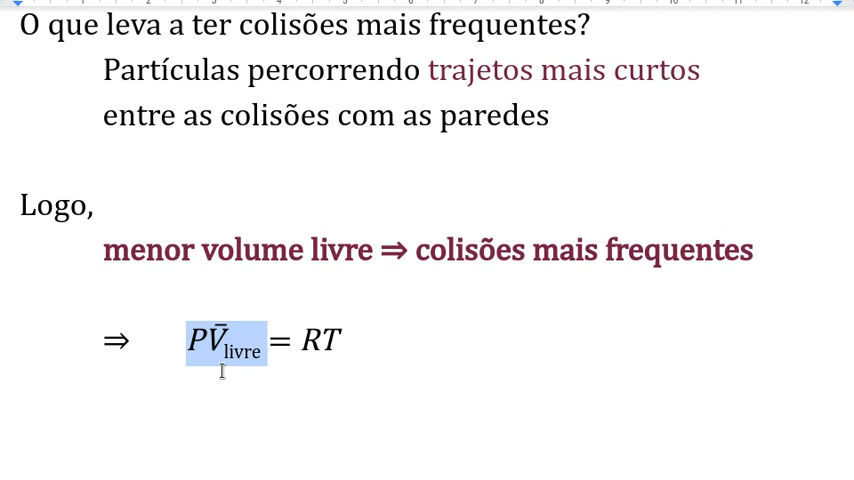 O que leva a ter colisões mais frequentes?
Partículas percorrendo trajetos mais curtos
entre as colisões com as paredes
Logo,
menor volume livre ⇒ colisões mais frequentes
⇒ PV̄livre = RT